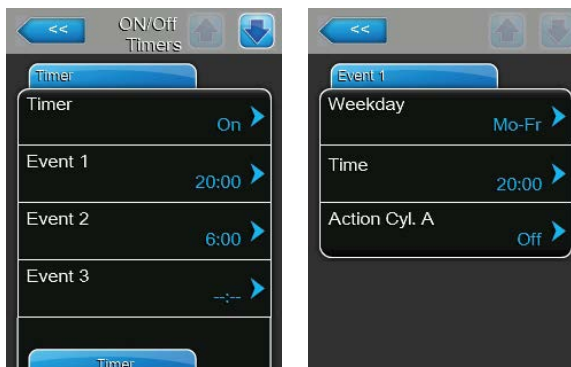 <<
ON/Off
Timers
Timer
Timer
On
Event 1
20:00
Event 2
6:00
Event 3
--:--
Timer
<<
Event 1
Weekday
Mo-Fr
Time
20:00
Action Cyl. A
Off